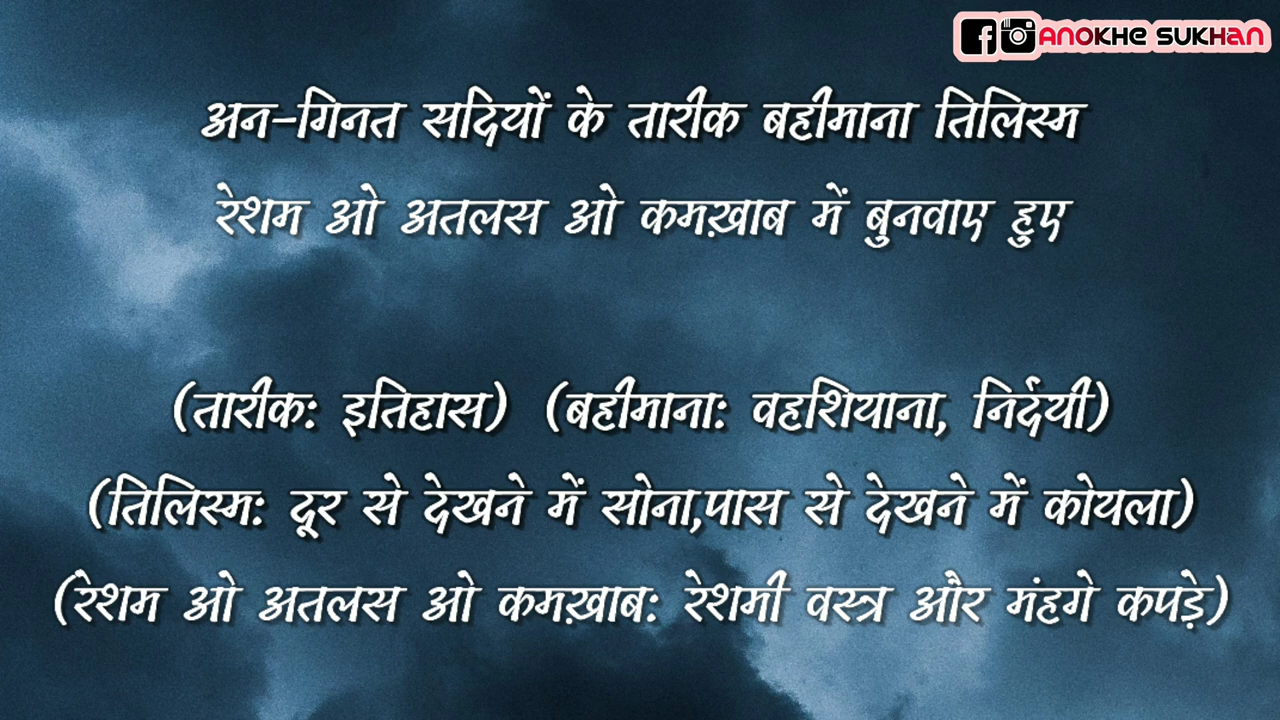 ANOKHE SUKHAN
अन-गिनत सदियों के तारीक बहीमाना तिलिस्म
रेशम ओ अतलस ओ कमख़ाब में बुनवाए हुए
(तारीक: इतिहास) (बहीमाना: वहशियाना, निर्दयी)
(तिलिस्म: दूर से देखने में सोना,पास से देखने में कोयला)
(रेशम ओ अतलस ओ कमख़ाब: रेशमी वस्त्र और मंहगे कपड़े)